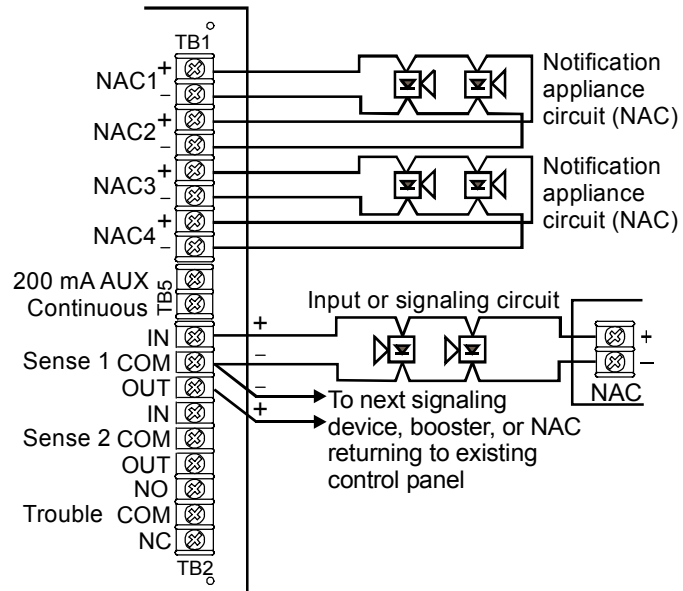 TB1
NAC1
+
−
NAC2
+
−
NAC3
+
−
NAC4
+
−
Notification
appliance
circuit (NAC)
Notification
appliance
circuit (NAC)
200 mA AUX
Continuous
TB5
Input or signaling circuit
IN
+
Sense 1 COM
−
OUT
−
+
+
−
NAC
To next signaling
device, booster, or NAC
returning to existing
control panel
IN
Sense 2 COM
OUT
NO
Trouble COM
NC
TB2